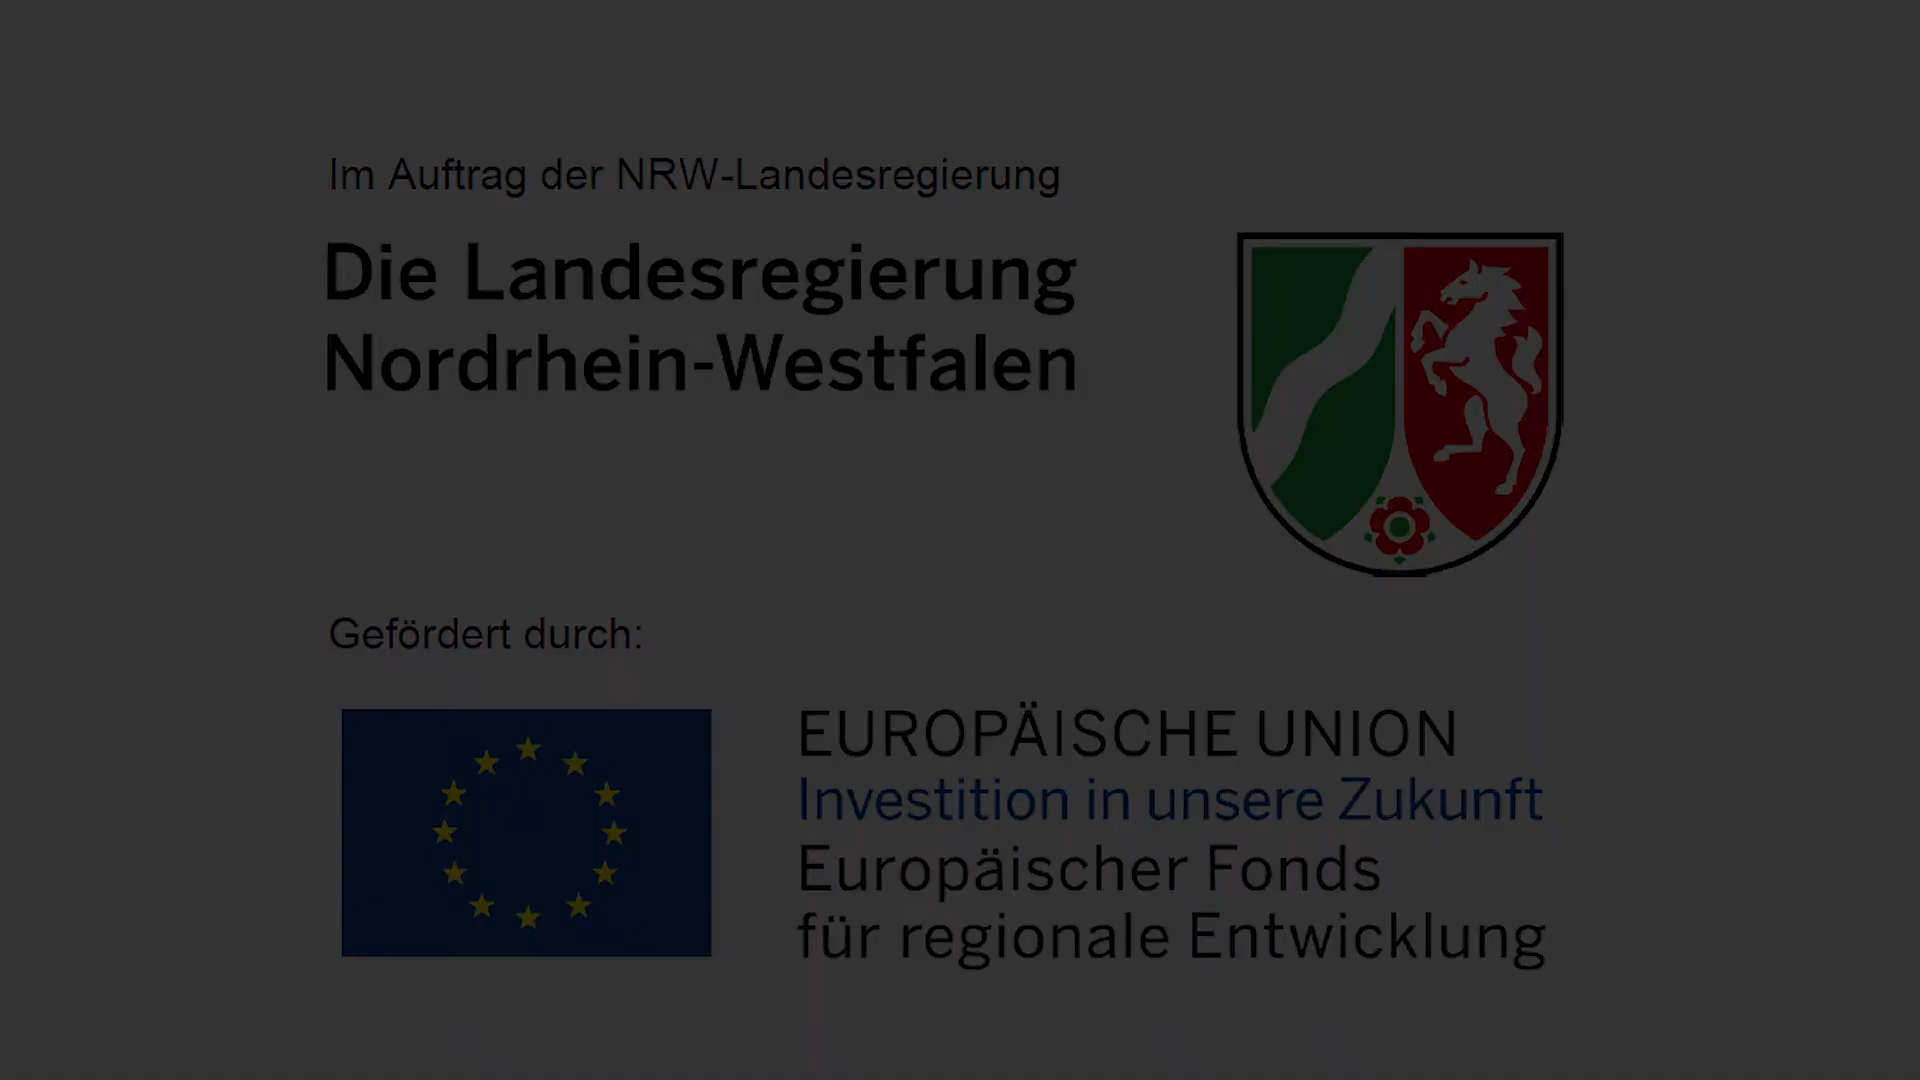 Im Auftrag der NRW-Landesregierung
Die Landesregierung
Nordrhein-Westfalen
Gefördert durch:
EUROPÄISCHE UNION
Investition in unsere Zukunft
Europäischer Fonds
für regionale Entwicklung